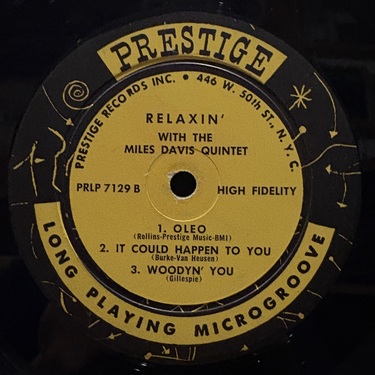 PRESTIGE
PRESTIGE RECORDS INC. • 446 W. 50th ST., N.Y.C.
RELAXIN'
WITH THE
MILES DAVIS QUINTET
PRLP 7129 B
HIGH FIDELITY
1. OLEO
(Rollins-Prestige Music-BMI)
2. IT COULD HAPPEN TO YOU
(Burke-Van Heusen)
3. WOODYN' YOU
(Gillespie)
LONG PLAYING MICROGROOVE